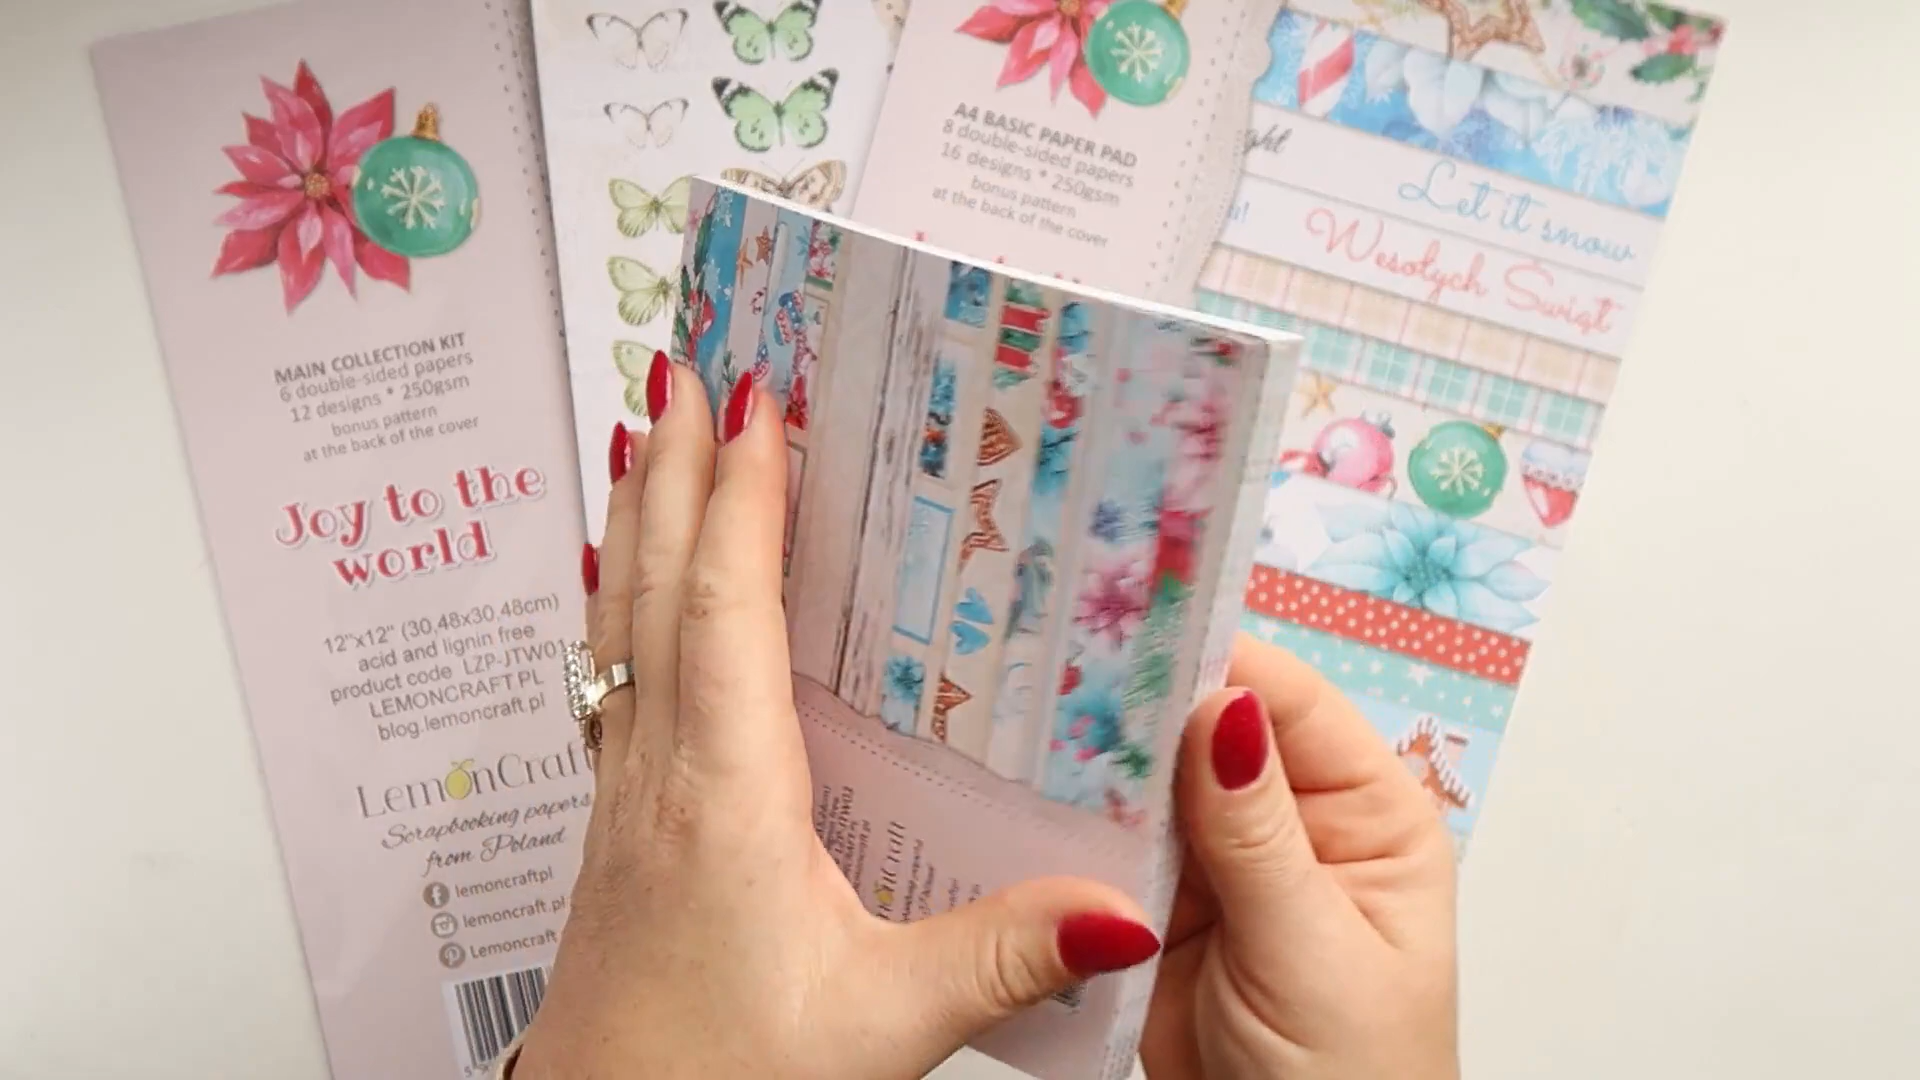 MAIN COLLECTION KIT
6 double-sided papers
12 designs * 250gsm
bonus pattern
at the back of the cover
Joy to the
world
12"x12" (30,48x30,48cm)
acid and lignin free
product code LZP-JTW01
LEMONCRAFT.PL
blog.lemoncraft.pl
LemonCraft
Scrapbooking papers
from Poland
lemoncraftpl
lemoncraft.pl
Lemoncraft
A4 BASIC PAPER PAD
8 double-sided papers
16 designs * 250gsm
bonus pattern
at the back of the cover
Let it snow
Wesołych Świąt